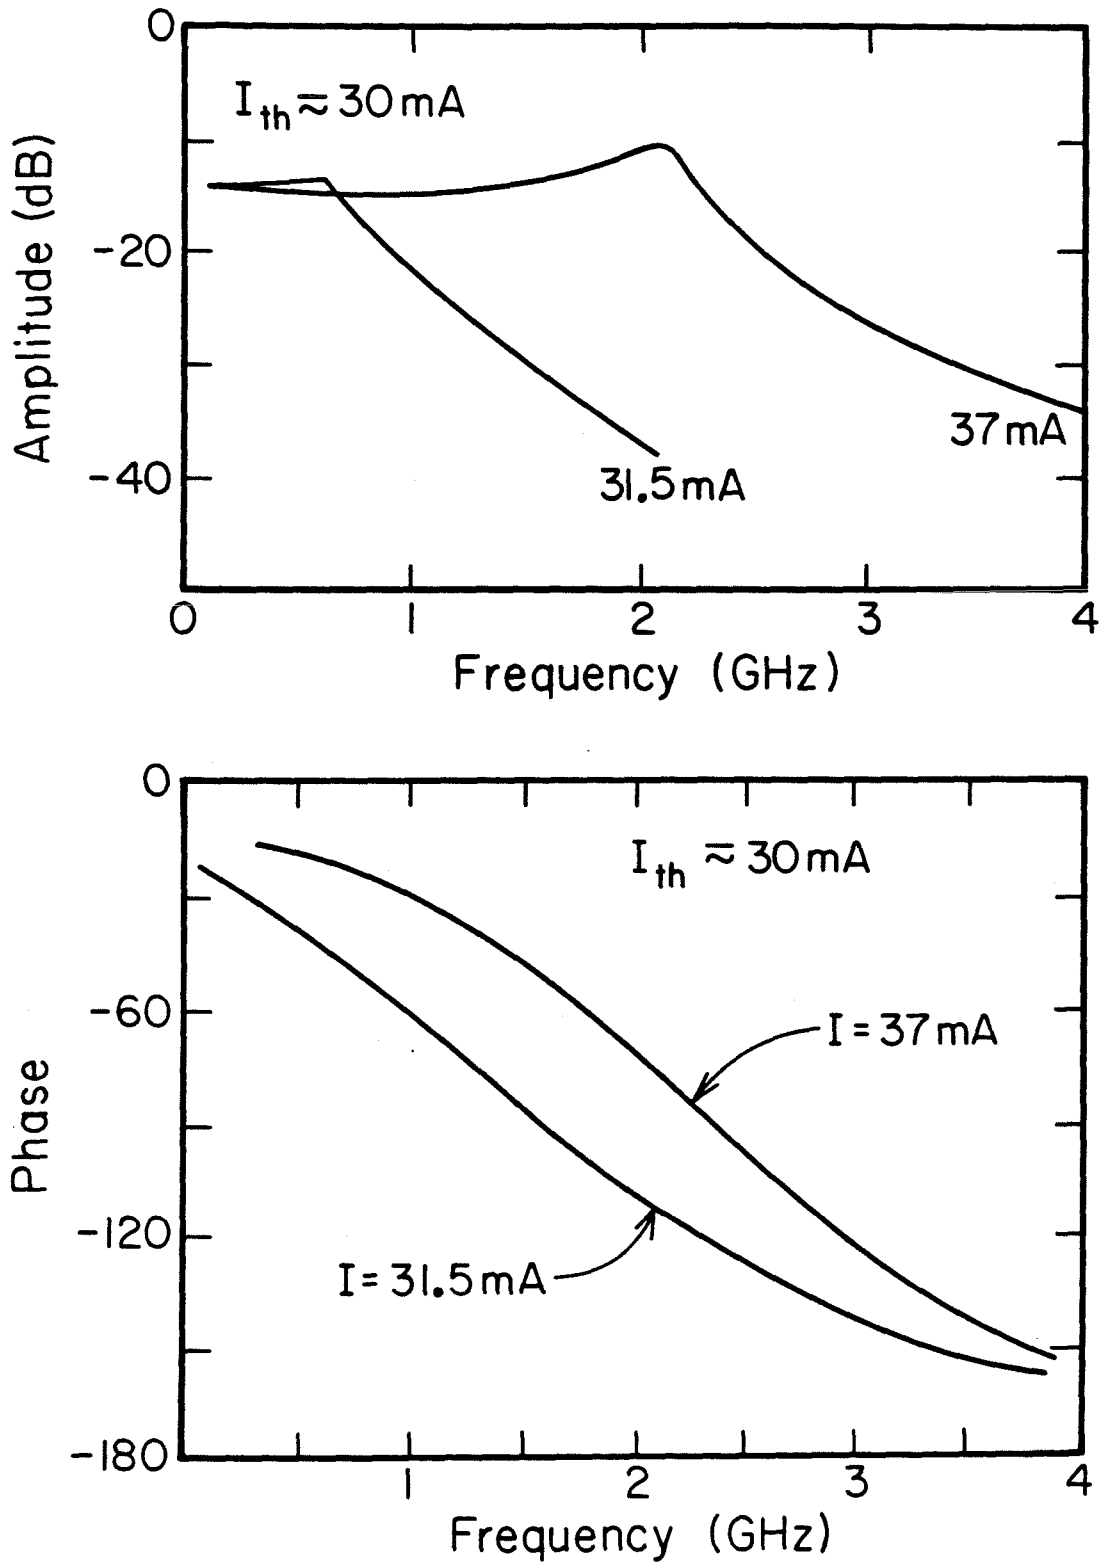 0
I_th ≂ 30 mA
-20
Amplitude (dB)
37 mA
-40
31.5 mA
0 1 2 3 4
Frequency (GHz)
0
I_th ≂ 30 mA
-60
I = 37 mA
Phase
-120
I = 31.5 mA
-180
1 2 3 4
Frequency (GHz)